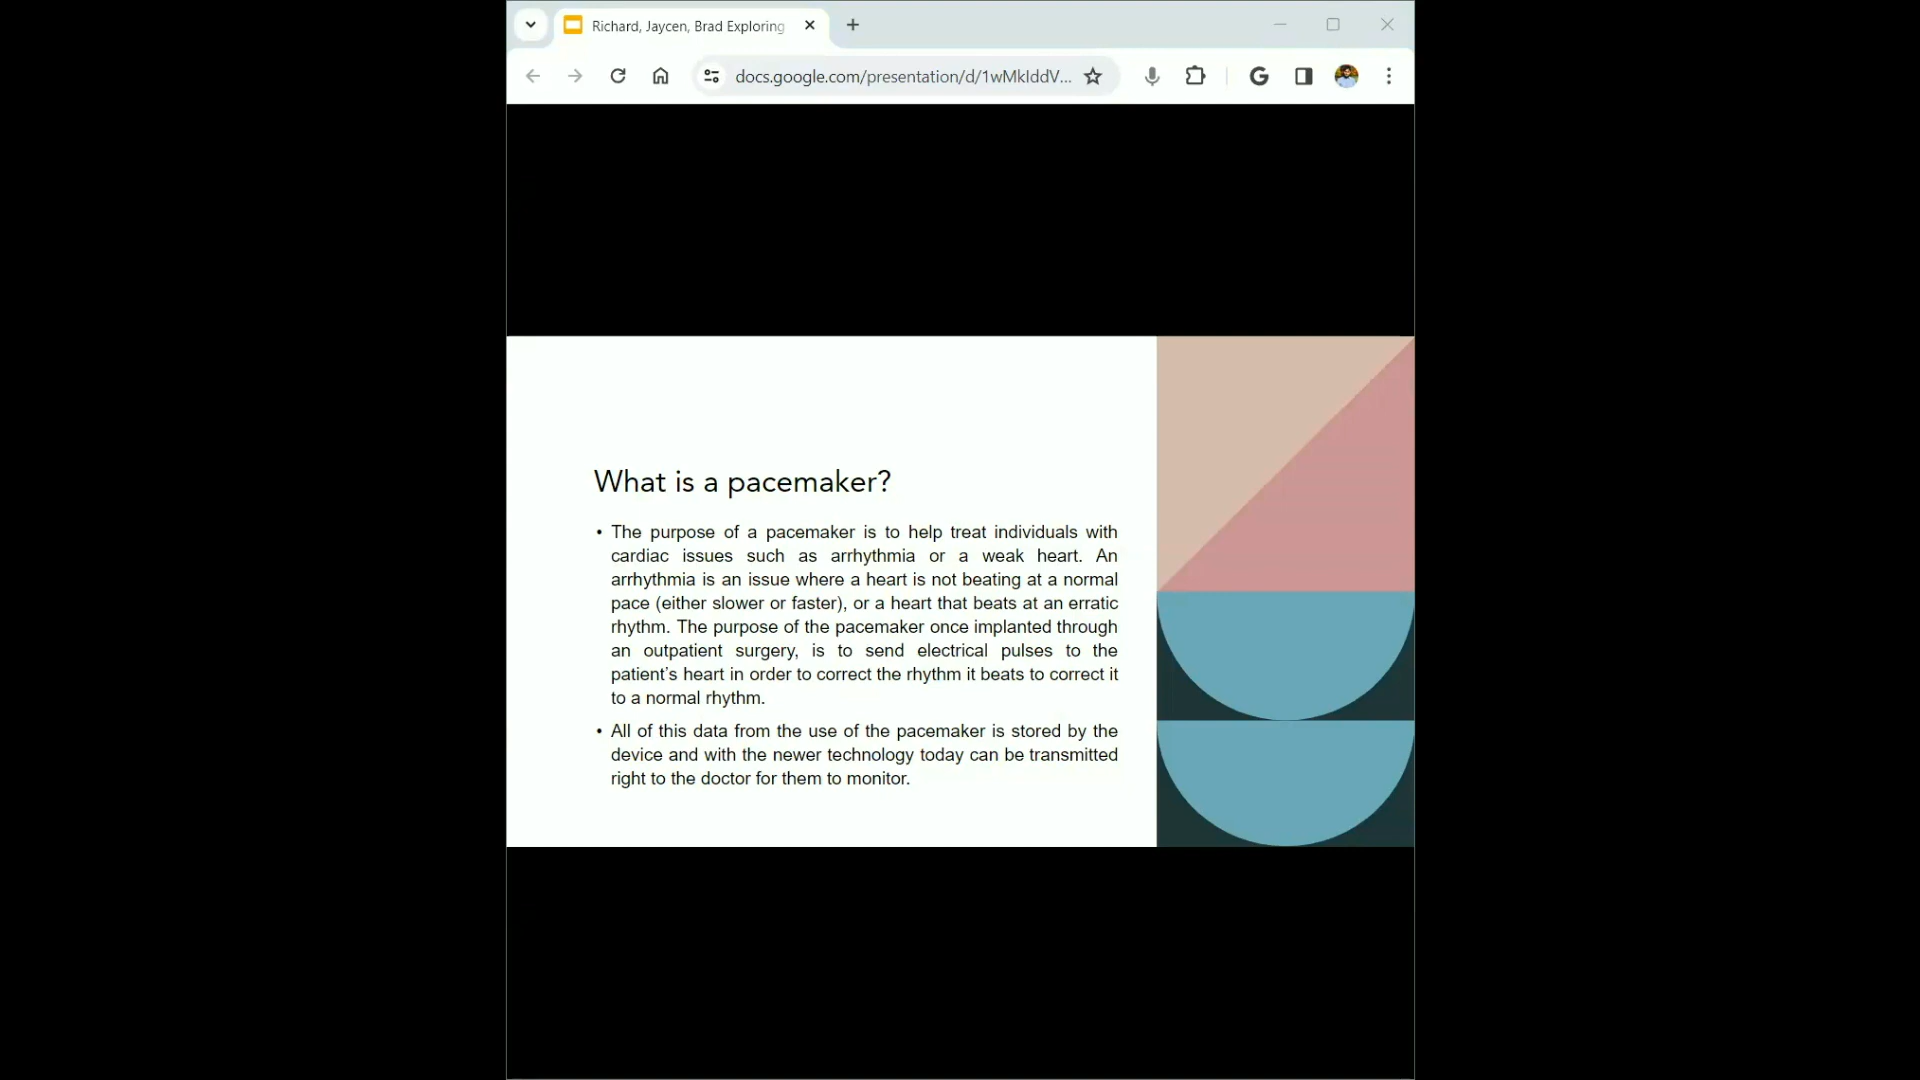 Richard, Jaycen, Brad Exploring
docs.google.com/presentation/d/1wMkIddV...
What is a pacemaker?
• The purpose of a pacemaker is to help treat individuals with
cardiac issues such as arrhythmia or a weak heart. An
arrhythmia is an issue where a heart is not beating at a normal
pace (either slower or faster), or a heart that beats at an erratic
rhythm. The purpose of the pacemaker once implanted through
an outpatient surgery, is to send electrical pulses to the
patient's heart in order to correct the rhythm it beats to correct it
to a normal rhythm.
• All of this data from the use of the pacemaker is stored by the
device and with the newer technology today can be transmitted
right to the doctor for them to monitor.